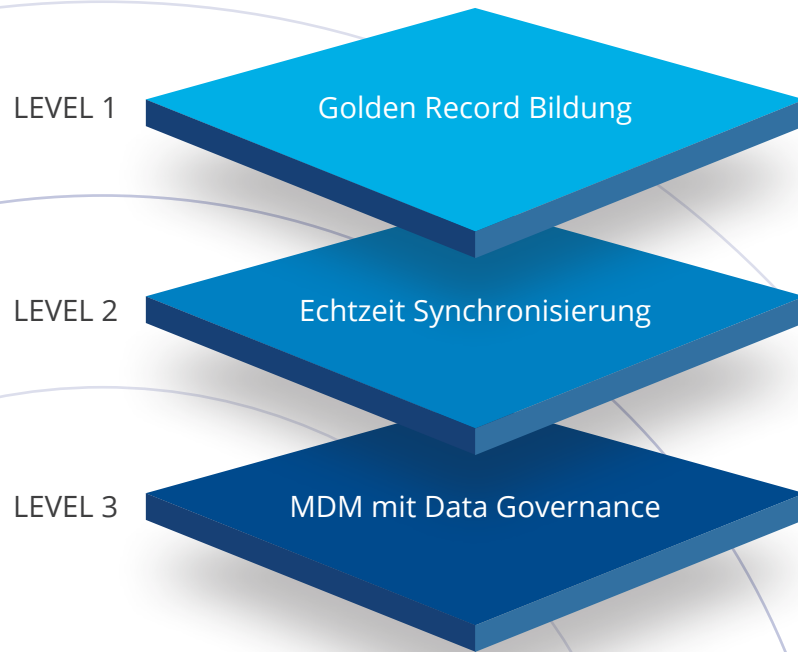 LEVEL 1
Golden Record Bildung
LEVEL 2
Echtzeit Synchronisierung
LEVEL 3
MDM mit Data Governance